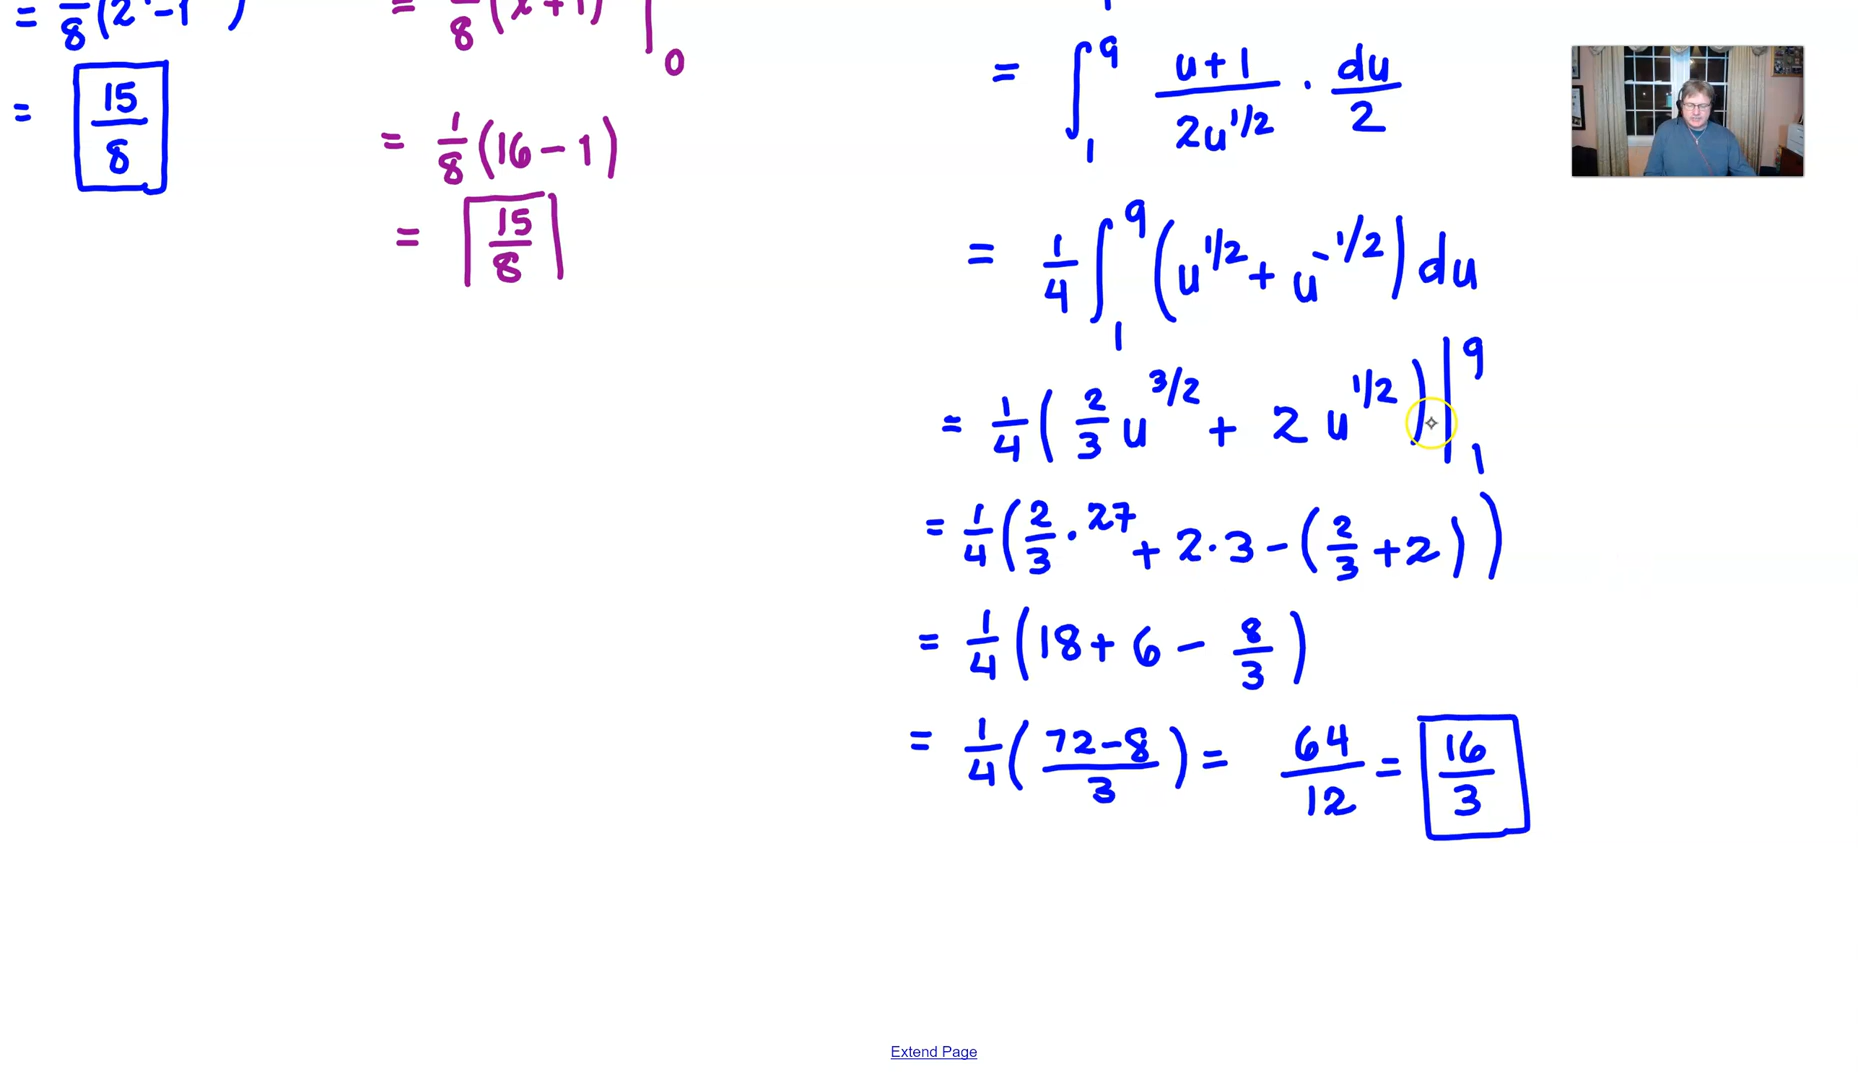 = 1/8 (2⁴ - 1)
= 15/8
= 1/8 (x + 1) | 0
= 1/8 (16 - 1)
= 15/8
= ∫₁⁹ (u+1)/(2u^{1/2}) · du/2
= 1/4 ∫₁⁹ (u^{1/2} + u^{-1/2}) du
= 1/4 ( 2/3 u^{3/2} + 2 u^{1/2} ) |₁⁹
= 1/4 ( 2/3 · 27 + 2·3 - ( 2/3 + 2 ) )
= 1/4 ( 18 + 6 - 8/3 )
= 1/4 ( (72-8)/3 ) = 64/12 = 16/3
Extend Page